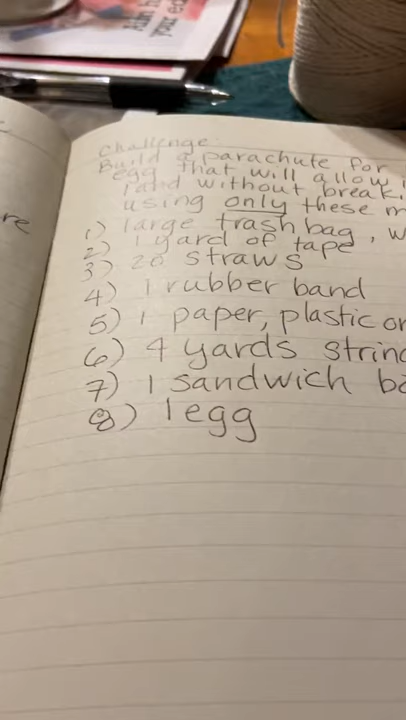 re
Challenge:
Build a parachute for
egg that will allow
land without break
using only these m
1) large trash bag, w
2) 1 yard of tape
3) 20 straws
4) 1 rubber band
5) 1 paper, plastic or
6) 4 yards string
7) 1 sandwich ba
8) 1 egg